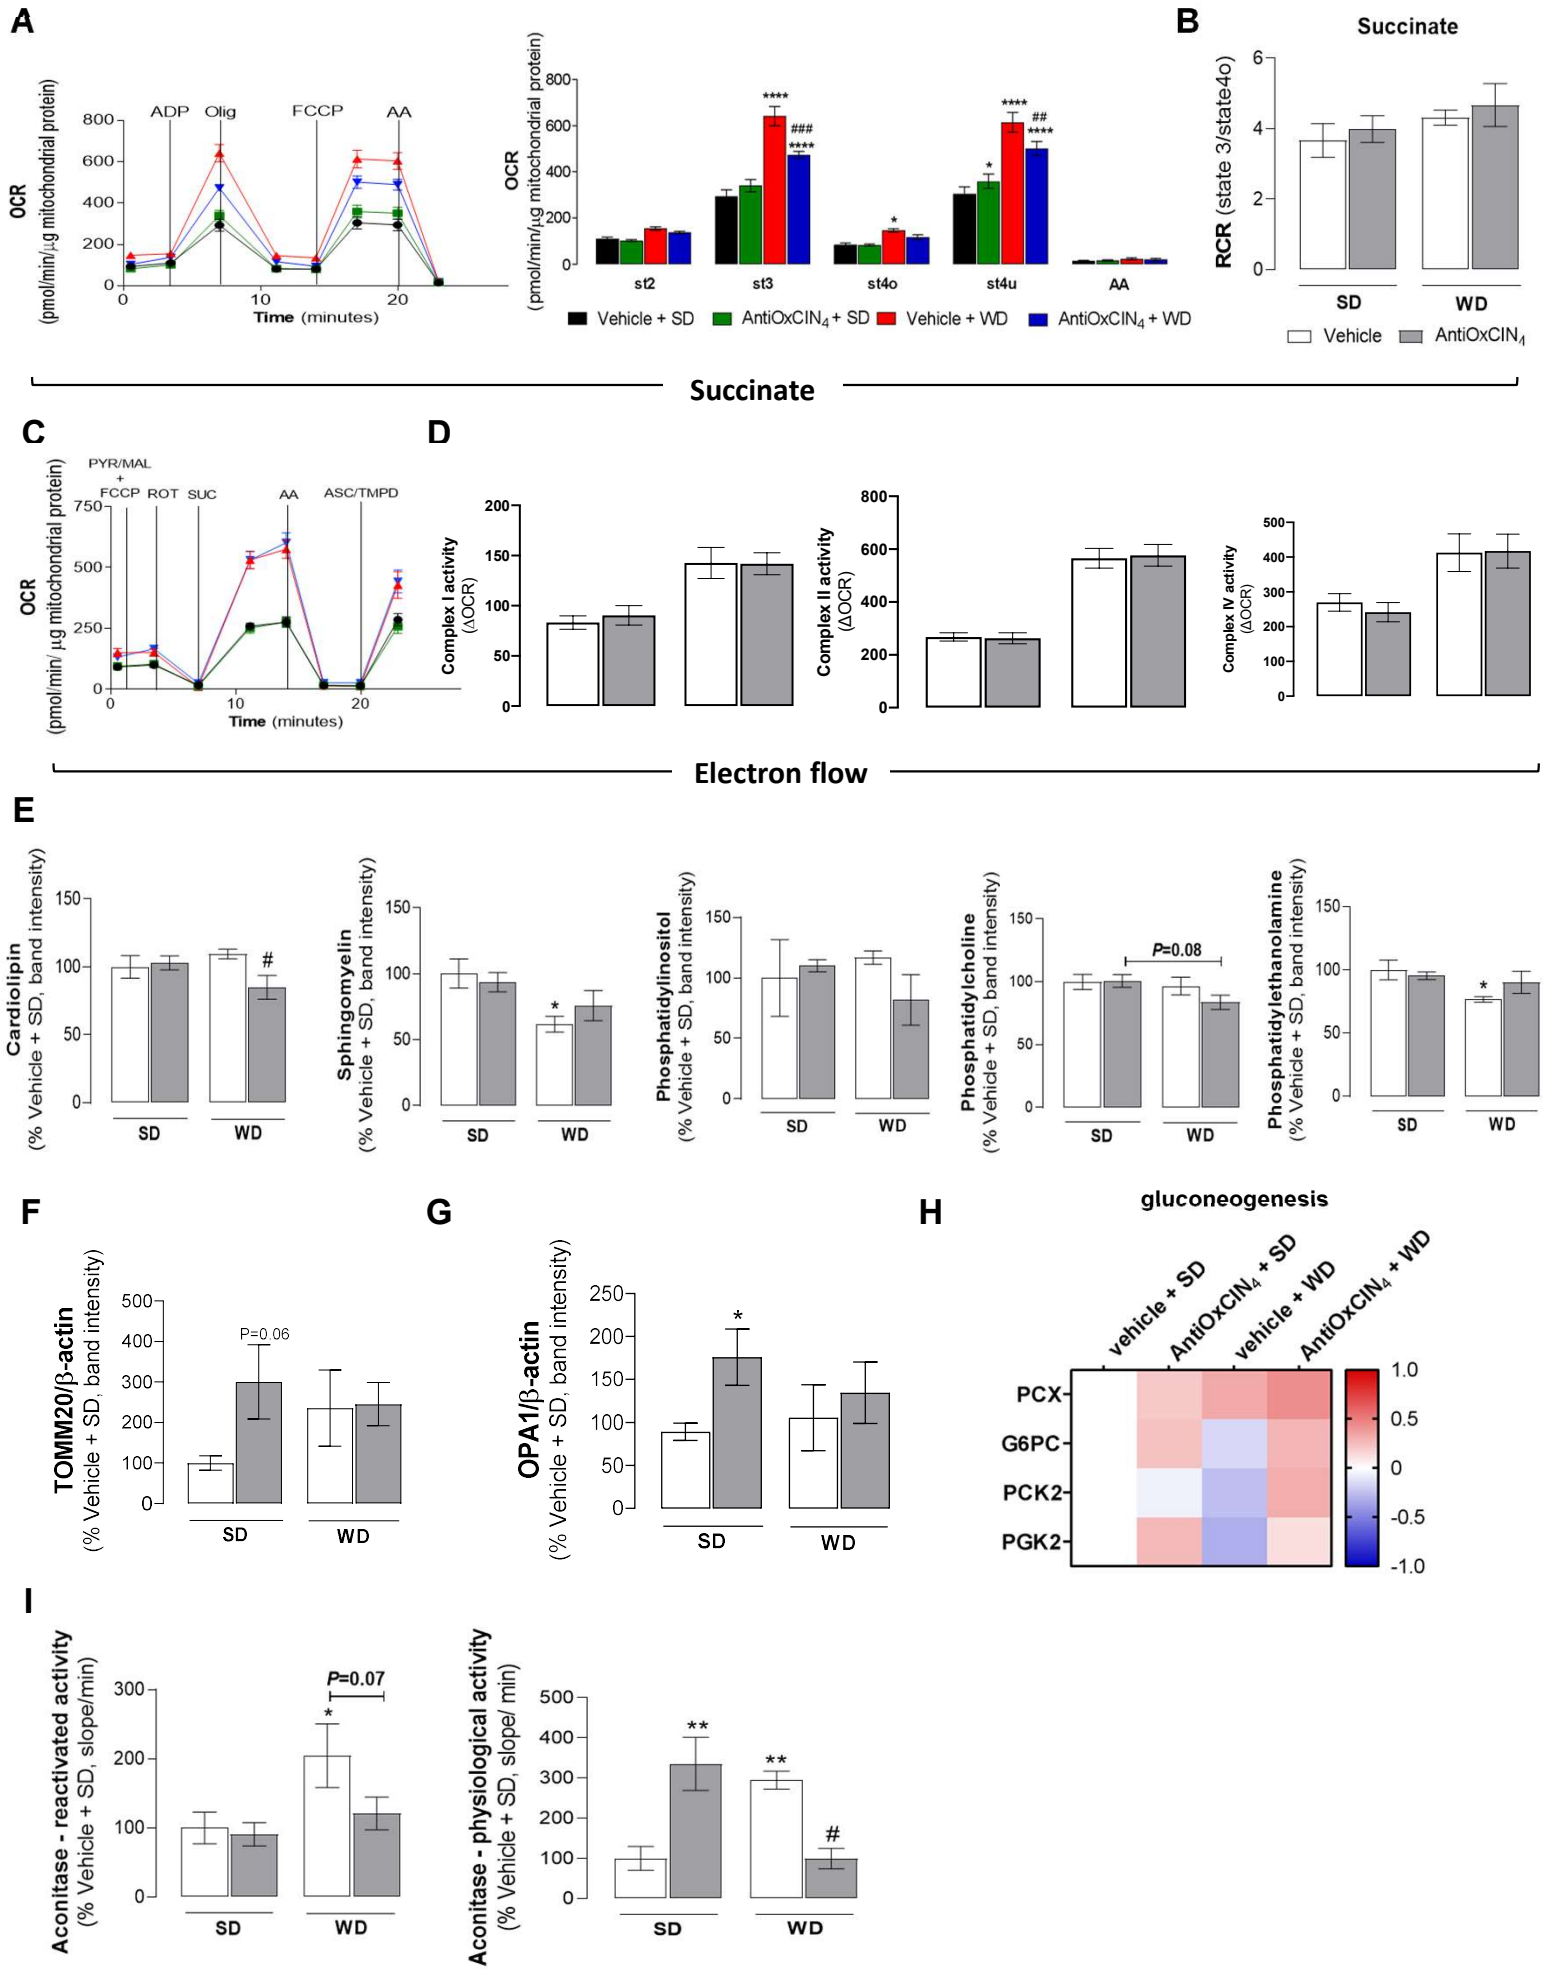 A
OCR
(pmol/min/µg mitochondrial protein)
ADP
Olig
FCCP
AA
800
600
400
200
0
0
10
20
Time (minutes)
OCR
(pmol/min/µg mitochondrial protein)
800
600
400
200
0
****
###
****
*
*
****
##
****
st2
st3
st4o
st4u
AA
Vehicle + SD
AntiOxCIN4 + SD
Vehicle + WD
AntiOxCIN4 + WD
B
Succinate
RCR (state 3/state4o)
6
4
2
0
SD
WD
Vehicle
AntiOxCIN4
Succinate
C
PYR/MAL
+
FCCP
ROT
SUC
AA
ASC/TMPD
OCR
(pmol/min/ µg mitochondrial protein)
750
500
250
0
0
10
20
Time (minutes)
D
Complex I activity
(ΔOCR)
200
150
100
50
0
Complex II activity
(ΔOCR)
800
600
400
200
0
Complex IV activity
(ΔOCR)
500
400
300
200
100
0
Electron flow
E
Cardiolipin
(% Vehicle + SD, band intensity)
150
100
50
0
#
SD
WD
Sphingomyelin
(% Vehicle + SD, band intensity)
150
100
50
0
*
SD
WD
Phosphatidylinositol
(% Vehicle + SD, band intensity)
150
100
50
0
SD
WD
Phosphatidylcholine
(% Vehicle + SD, band intensity)
150
100
50
0
P=0.08
SD
WD
Phosphatidylethanolamine
(% Vehicle + SD, band intensity)
150
100
50
0
*
SD
WD
F
TOMM20/β-actin
(% Vehicle + SD, band intensity)
500
400
300
200
100
0
P=0.06
SD
WD
G
OPA1/β-actin
(% Vehicle + SD, band intensity)
250
200
150
100
50
0
*
SD
WD
H
gluconeogenesis
vehicle + SD
AntiOxCIN4 + SD
vehicle + WD
AntiOxCIN4 + WD
PCX
G6PC
PCK2
PGK2
1.0
0.5
0
-0.5
-1.0
I
Aconitase - reactivated activity
(% Vehicle + SD, slope/min)
300
200
100
0
*
P=0.07
SD
WD
Aconitase - physiological activity
(% Vehicle + SD, slope/ min)
500
400
300
200
100
0
**
**
#
SD
WD